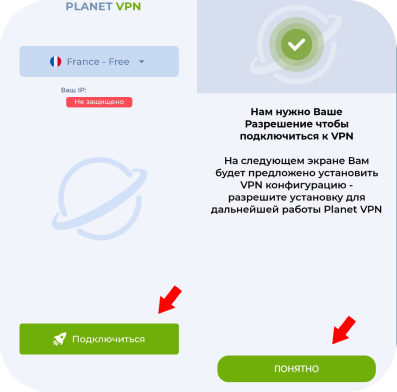 PLANET VPN
France - Free
Ваш IP:
Не защищено
Подключиться
Нам нужно Ваше
Разрешение чтобы
подключиться к VPN
На следующем экране Вам
будет предложено установить
VPN конфигурацию -
разрешите установку для
дальнейшей работы Planet VPN
ПОНЯТНО